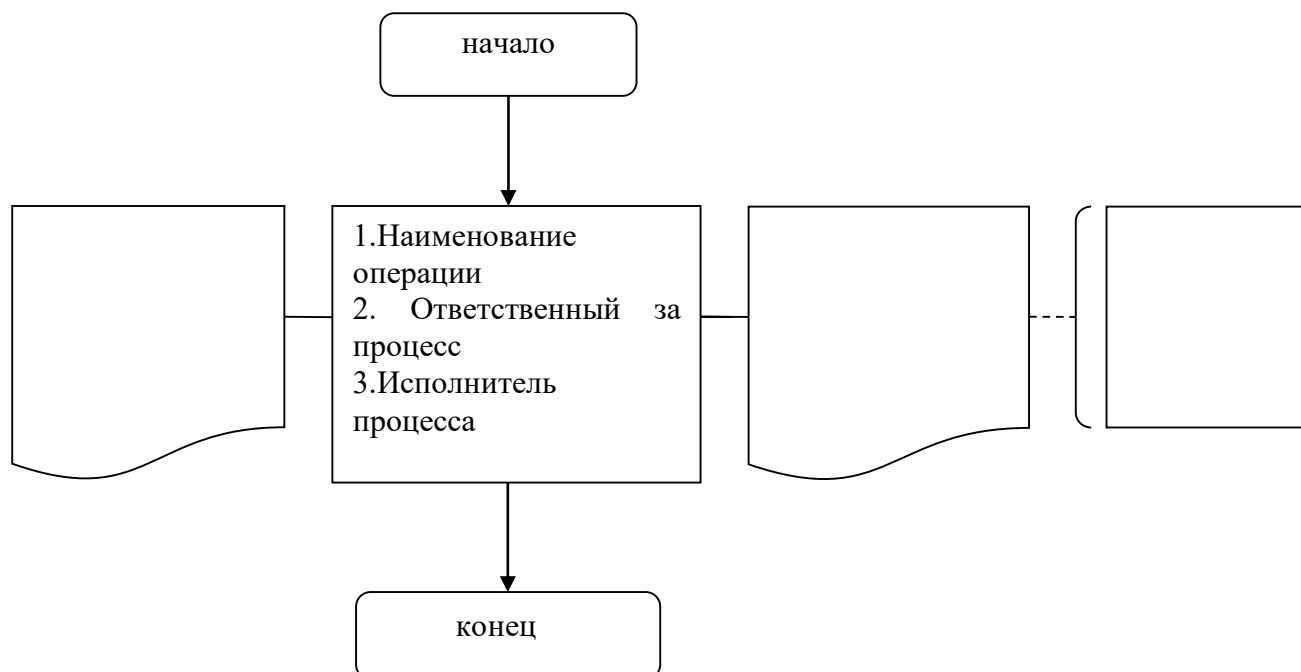 начало
1.Наименование
операции
2. Ответственный за
процесс
3.Исполнитель
процесса
конец